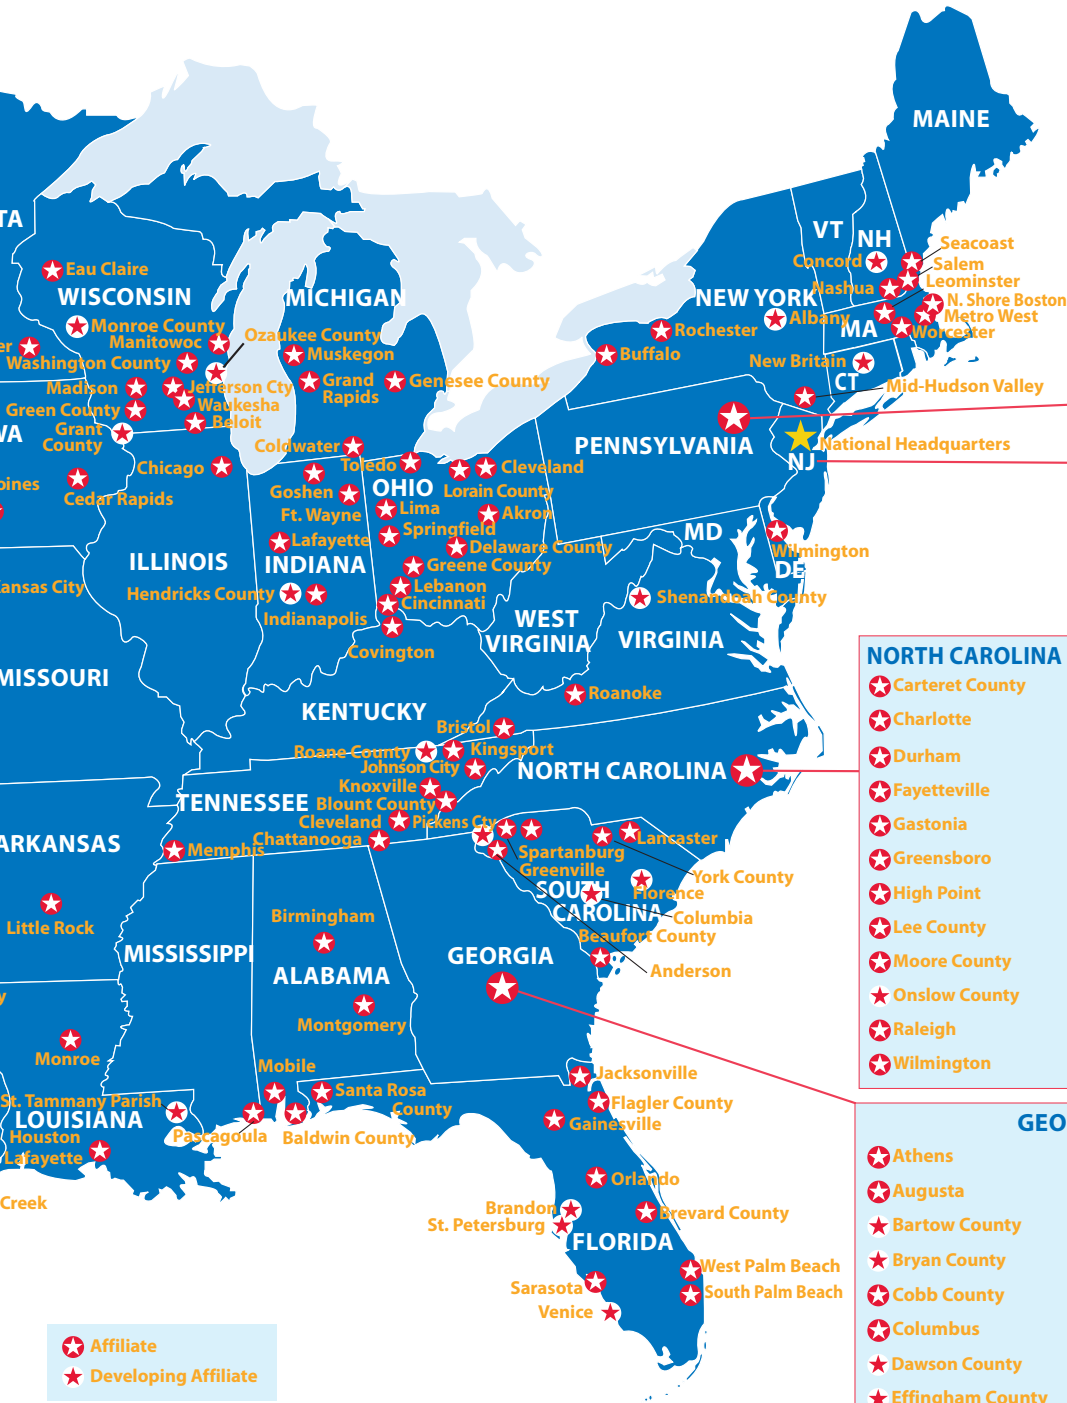 MAINE
TA
VT
NH
Seacoast
Concord
Salem
Eau Claire
Leominster
Nashua
WISCONSIN
MICHIGAN
NEW YORK
N. Shore Boston
Albany
Metro West
Monroe County
MA
Rochester
Worcester
Ozaukee County
Manitowoc
er
Muskegon
Buffalo
New Britain
Washington County
Grand
Rapids
Genesee County
CT
Mid-Hudson Valley
Madison
Jefferson Cty
Waukesha
Green County
Beloit
WA
Grant
County
National Headquarters
Coldwater
PENNSYLVANIA
NJ
Chicago
Toledo
Cleveland
oines
Cedar Rapids
Goshen
OHIO
Lorain County
Ft. Wayne
Lima
Akron
Springfield
MD
Lafayette
Delaware County
Wilmington
ILLINOIS
INDIANA
Greene County
DE
Kansas City
Hendricks County
Lebanon
Shenandoah County
Cincinnati
Indianapolis
WEST
VIRGINIA
VIRGINIA
Covington
MISSOURI
Roanoke
KENTUCKY
Bristol
Roane County
Kingsport
Johnson City
NORTH CAROLINA
Knoxville
TENNESSEE
Blount County
Cleveland
Pickens Cty
ARKANSAS
Chattanooga
Lancaster
Memphis
Spartanburg
Greenville
York County
SOUTH
CAROLINA
Florence
Little Rock
Birmingham
Columbia
Beaufort County
MISSISSIPPI
GEORGIA
ALABAMA
Anderson
y
Montgomery
Monroe
Mobile
Jacksonville
St. Tammany Parish
Santa Rosa
County
Flagler County
LOUISIANA
Gainesville
Houston
Lafayette
Pascagoula
Baldwin County
Orlando
Creek
Brandon
Brevard County
St. Petersburg
FLORIDA
West Palm Beach
Sarasota
South Palm Beach
Venice
Affiliate
Developing Affiliate
NORTH CAROLINA
Carteret County
Charlotte
Durham
Fayetteville
Gastonia
Greensboro
High Point
Lee County
Moore County
Onslow County
Raleigh
Wilmington
GEO
Athens
Augusta
Bartow County
Bryan County
Cobb County
Columbus
Dawson County
Effingham County